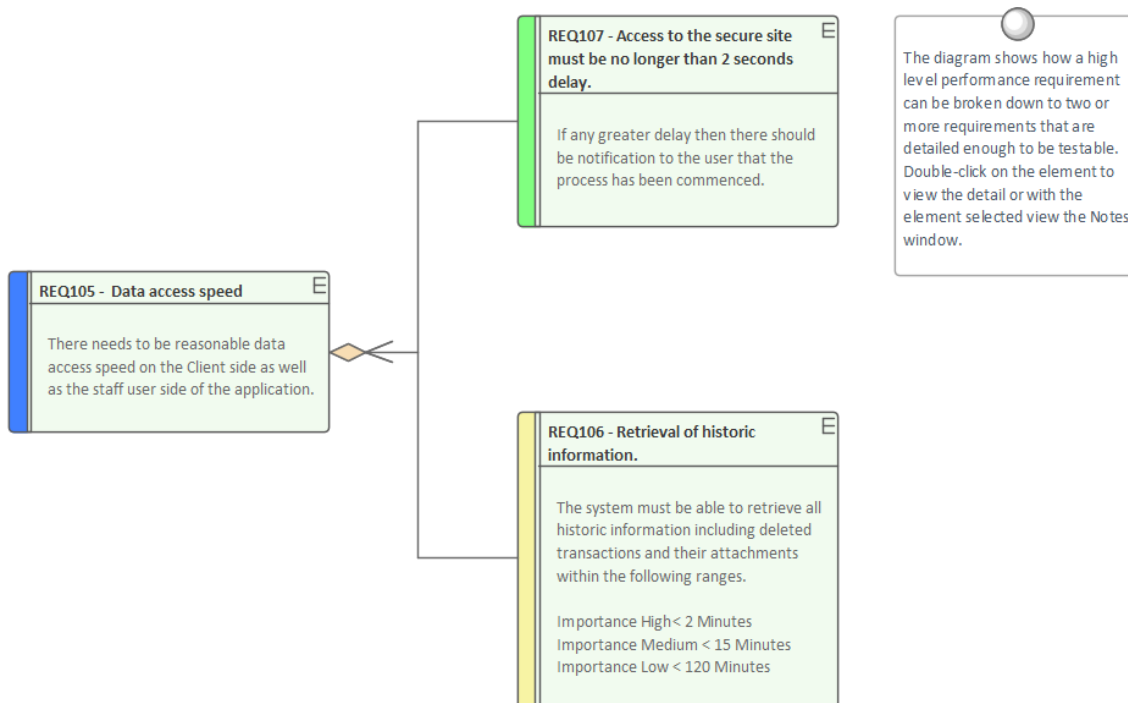 REQ107 - Access to the secure site
must be no longer than 2 seconds
delay.
E
If any greater delay then there should
be notification to the user that the
process has been commenced.
The diagram shows how a high
level performance requirement
can be broken down to two or
more requirements that are
detailed enough to be testable.
Double-click on the element to
view the detail or with the
element selected view the Notes
window.
REQ105 - Data access speed
E
There needs to be reasonable data
access speed on the Client side as well
as the staff user side of the application.
REQ106 - Retrieval of historic
information.
E
The system must be able to retrieve all
historic information including deleted
transactions and their attachments
within the following ranges.
Importance High< 2 Minutes
Importance Medium < 15 Minutes
Importance Low < 120 Minutes